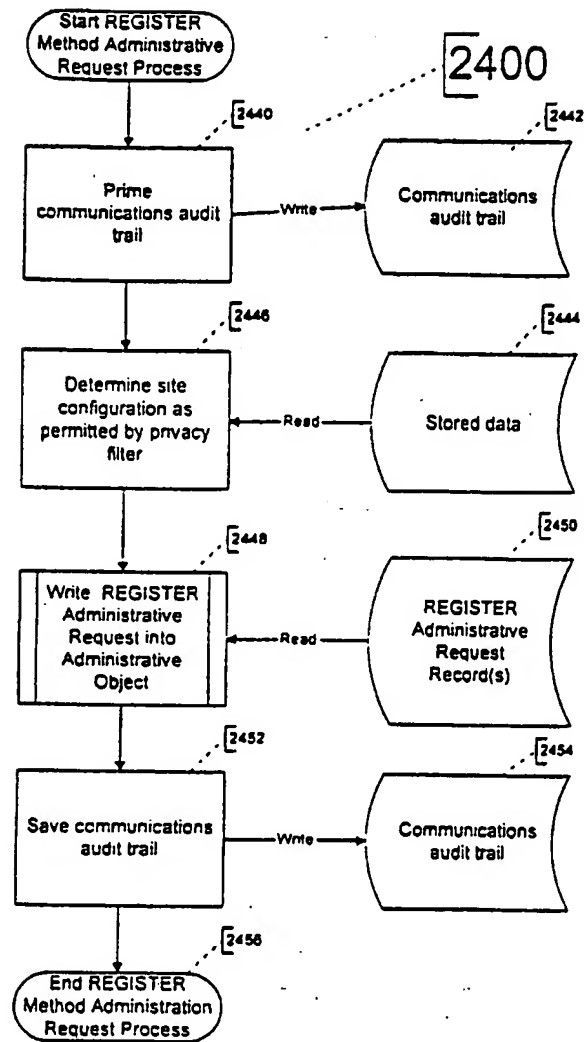 Start REGISTER
Method Administrative
Request Process
2400
2440
2442
Prime
communications audit
trail
Write
Communications
audit trail
2446
2444
Determine site
configuration as
permitted by privacy
filter
Read
Stored data
2448
2450
Write REGISTER
Administrative
Request into
Administrative
Object
Read
REGISTER
Administrative
Request
Record(s)
2452
2454
Save communications
audit trail
Write
Communications
audit trail
2456
End REGISTER
Method Administration
Request Process